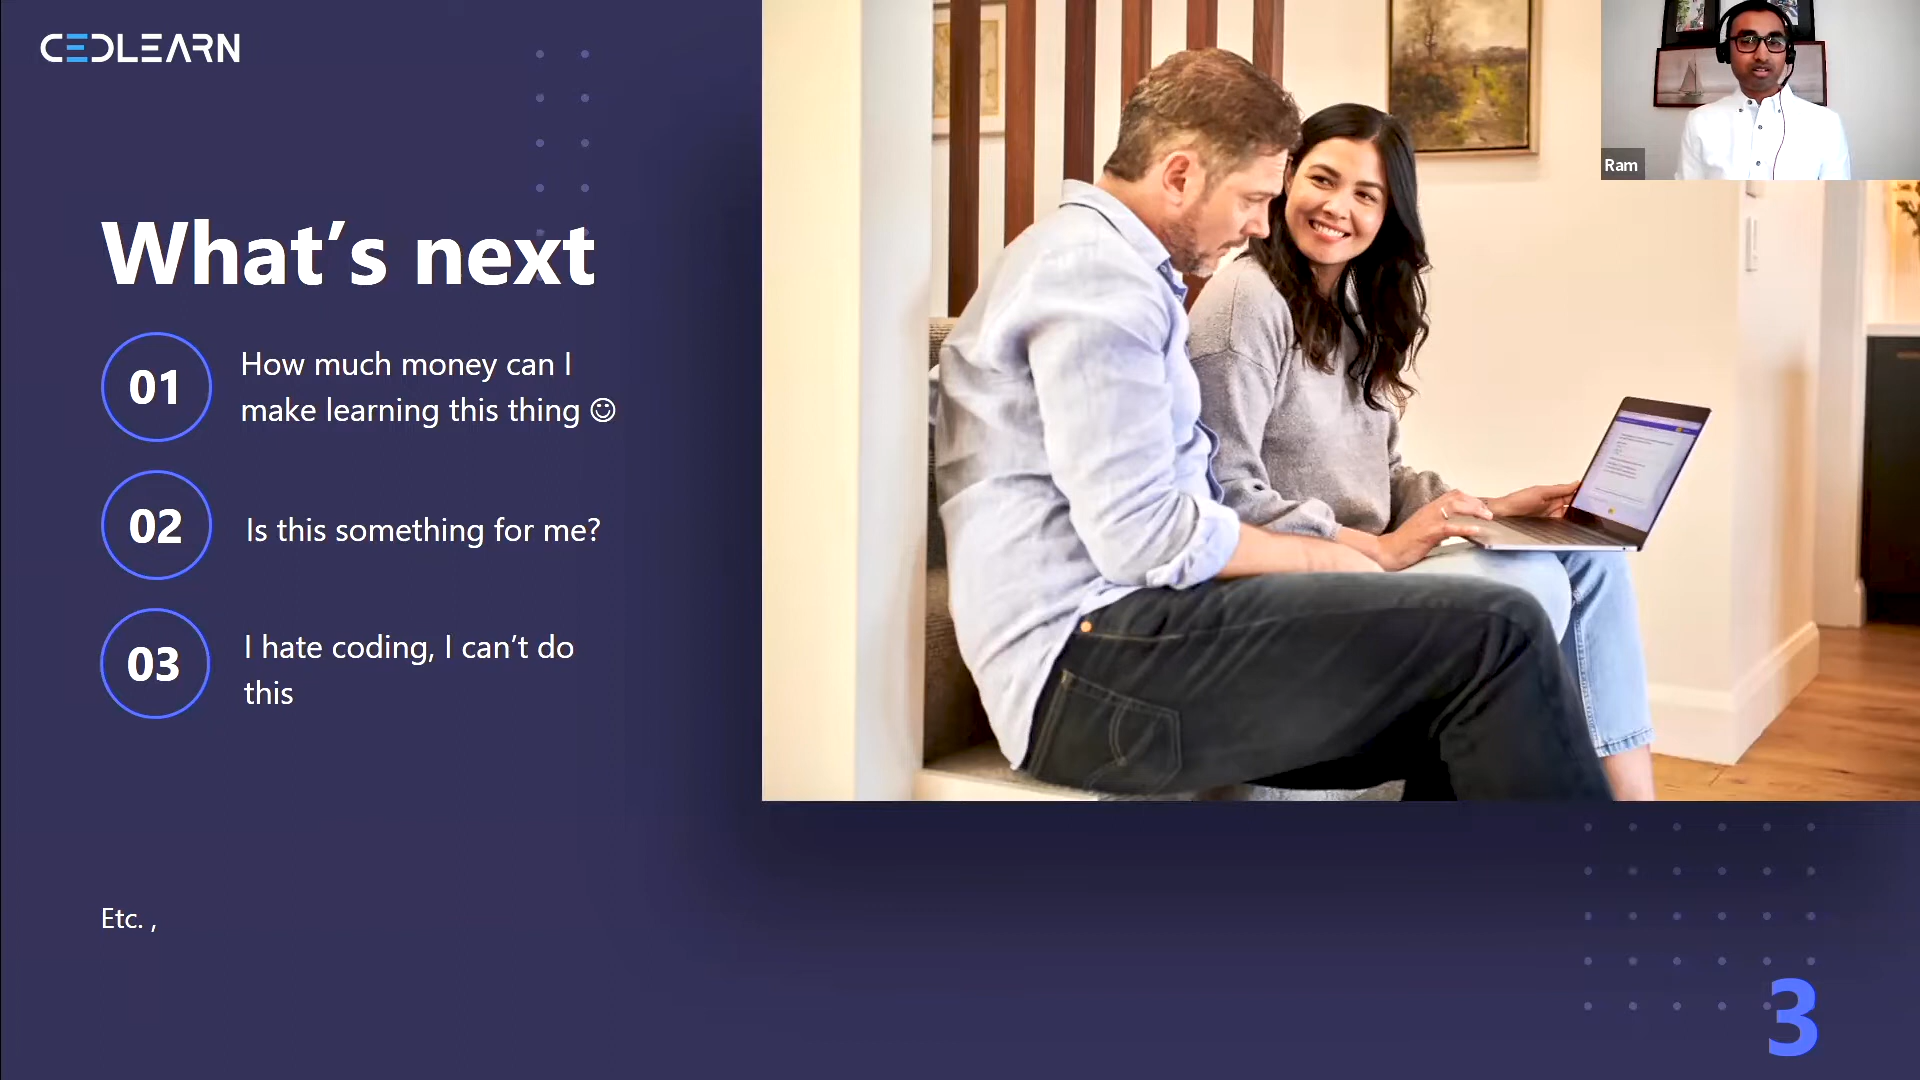 CEDLEARN
Ram
What’s next
01
How much money can I
make learning this thing ☺
02
Is this something for me?
03
I hate coding, I can’t do
this
Etc. ,
3